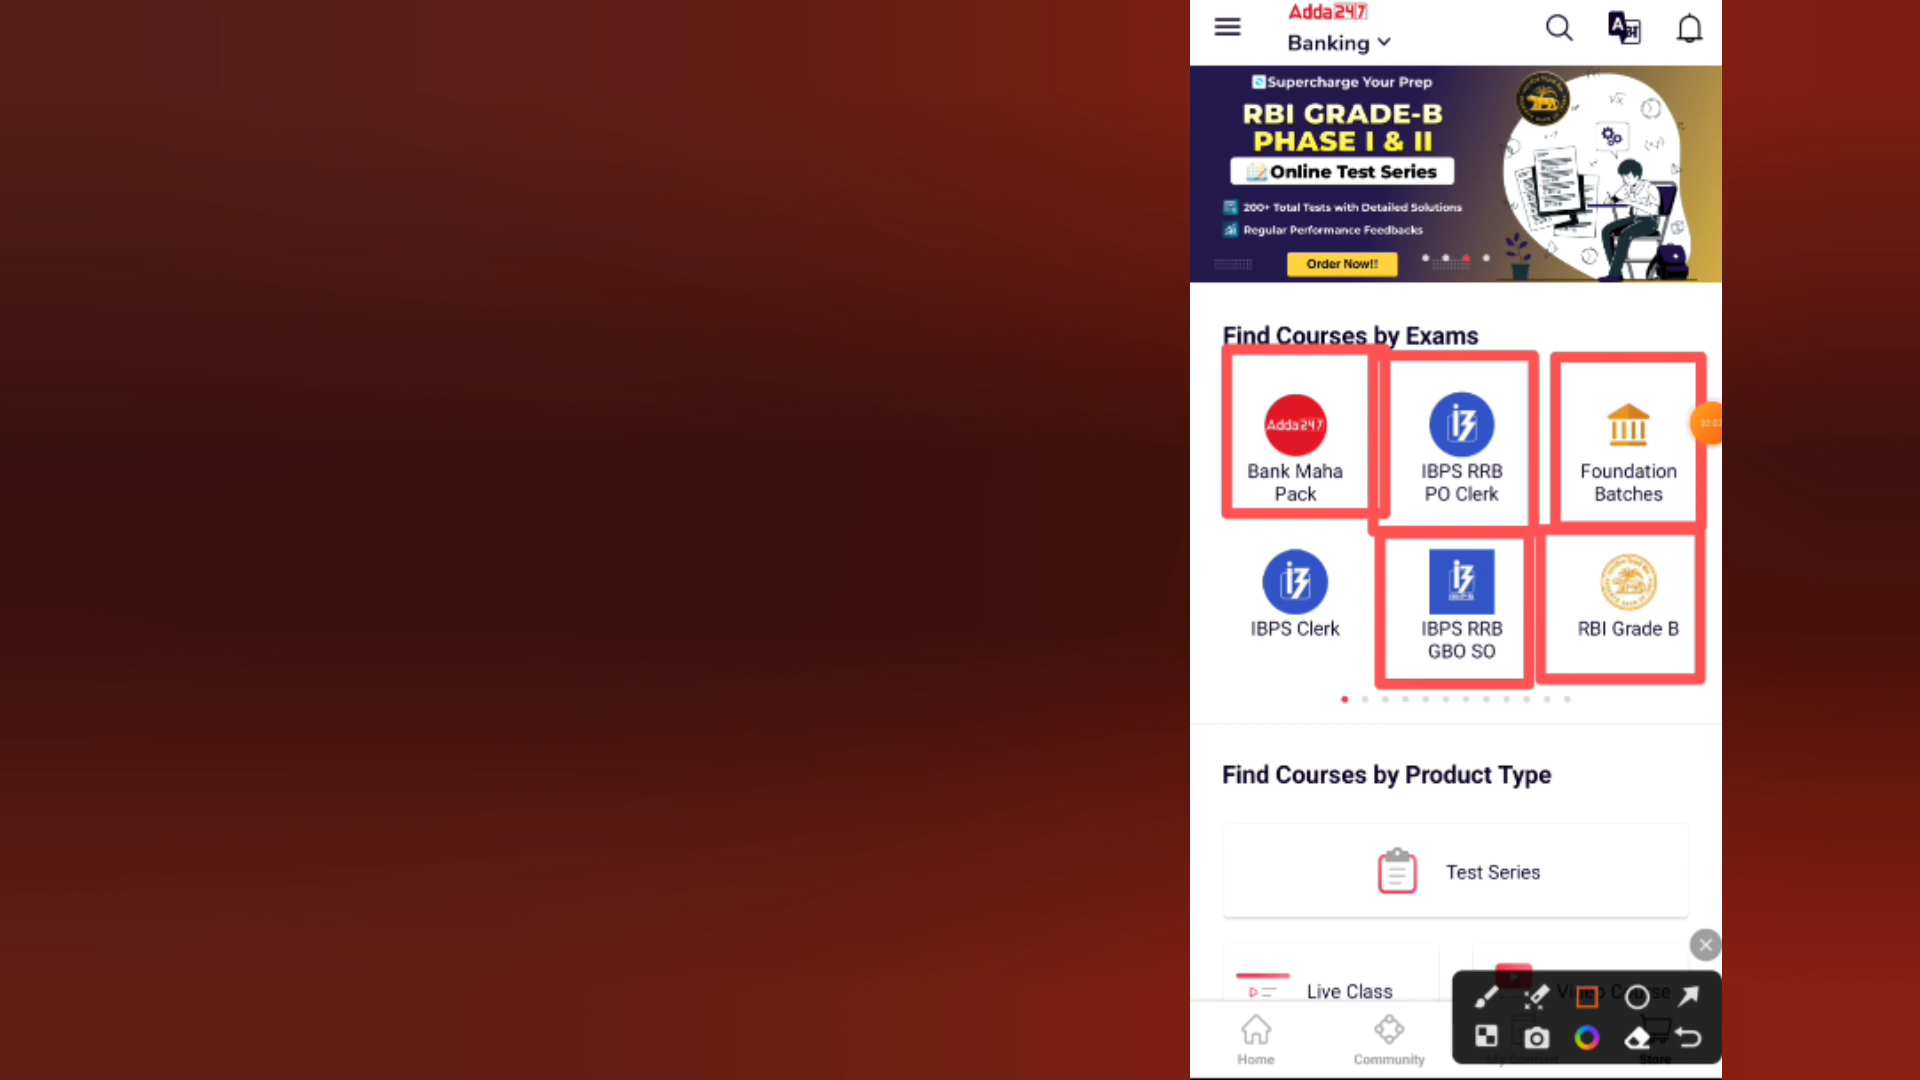 Adda247
Banking
Supercharge Your Prep
RBI GRADE-B
PHASE I & II
Online Test Series
200+ Total Tests with Detailed Solutions
Regular Performance Feedbacks
Order Now!!
Find Courses by Exams
Adda247
Bank Maha
Pack
IBPS RRB
PO Clerk
Foundation
Batches
IBPS Clerk
IBPS RRB
GBO SO
RBI Grade B
Find Courses by Product Type
Test Series
Live Class
Video Course
Home
Community
My Content
Store